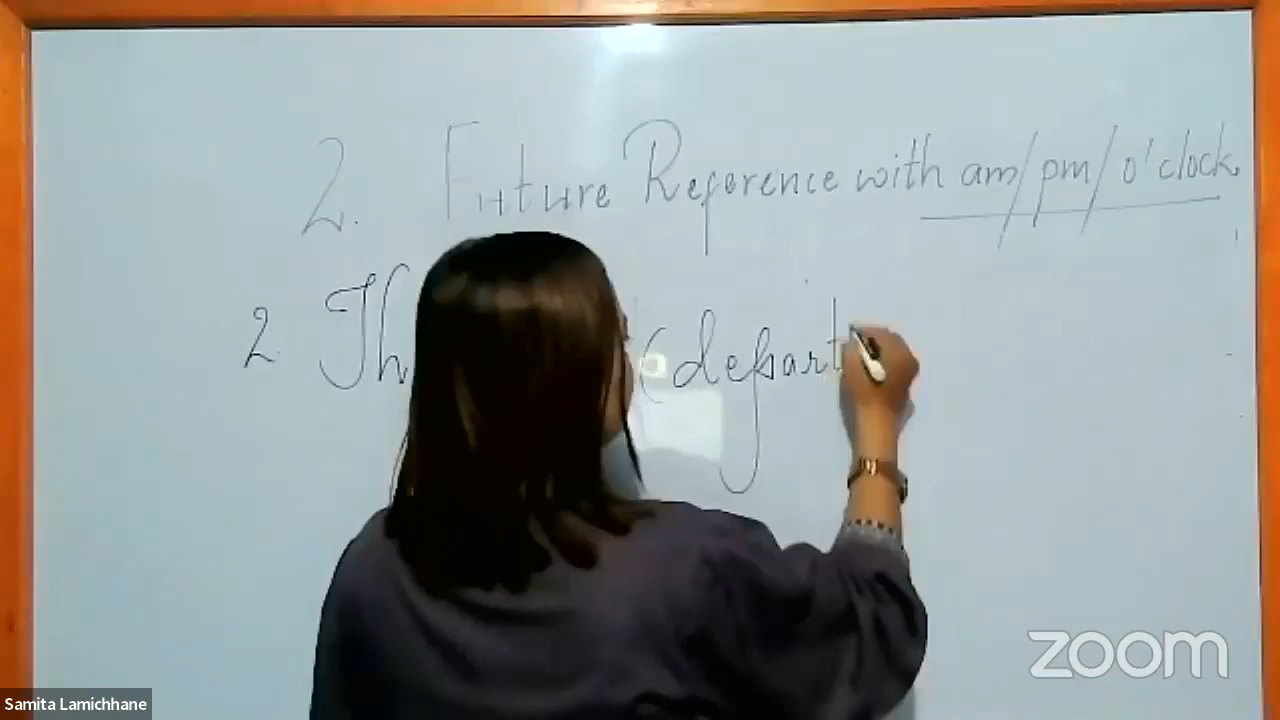 2. Future Reference with am/pm/o'clock.
2 Th (depart
zoom
Samita Lamichhane